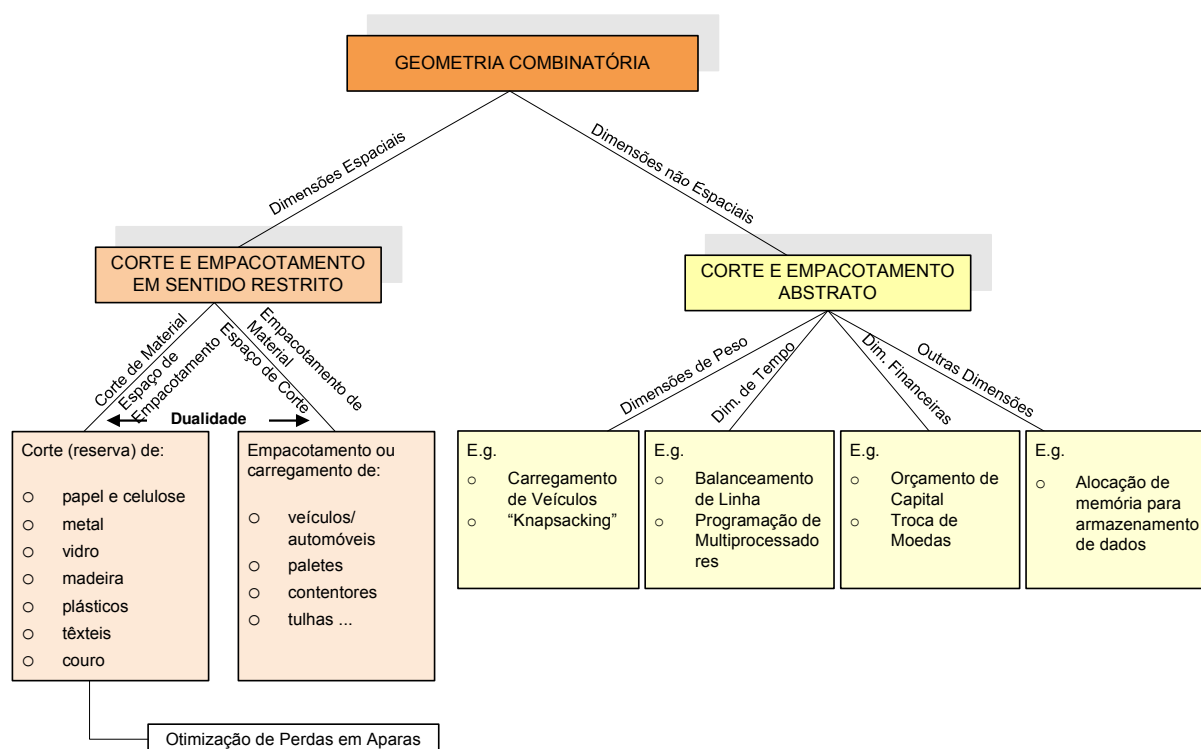 GEOMETRIA COMBINATÓRIA
Dimensões Espaciais
Dimensões não Espaciais
CORTE E EMPACOTAMENTO
EM SENTIDO RESTRITO
CORTE E EMPACOTAMENTO
ABSTRATO
Corte de Material
Espaço de
Empacotamento
Empacotamento de
Material
Espaço de Corte
Dualidade
Dimensões de Peso
Dim. de Tempo
Dim. Financeiras
Outras Dimensões
Corte (reserva) de:
o papel e celulose
o metal
o vidro
o madeira
o plásticos
o têxteis
o couro
Empacotamento ou
carregamento de:
o veículos/
automóveis
o paletes
o contentores
o tulhas ...
E.g.
o Carregamento
de Veículos
o “Knapsacking”
E.g.
o Balanceamento
de Linha
o Programação de
Multiprocessado
res
E.g.
o Orçamento de
Capital
o Troca de
Moedas
E.g.
o Alocação de
memória para
armazenamento
de dados
Otimização de Perdas em Aparas